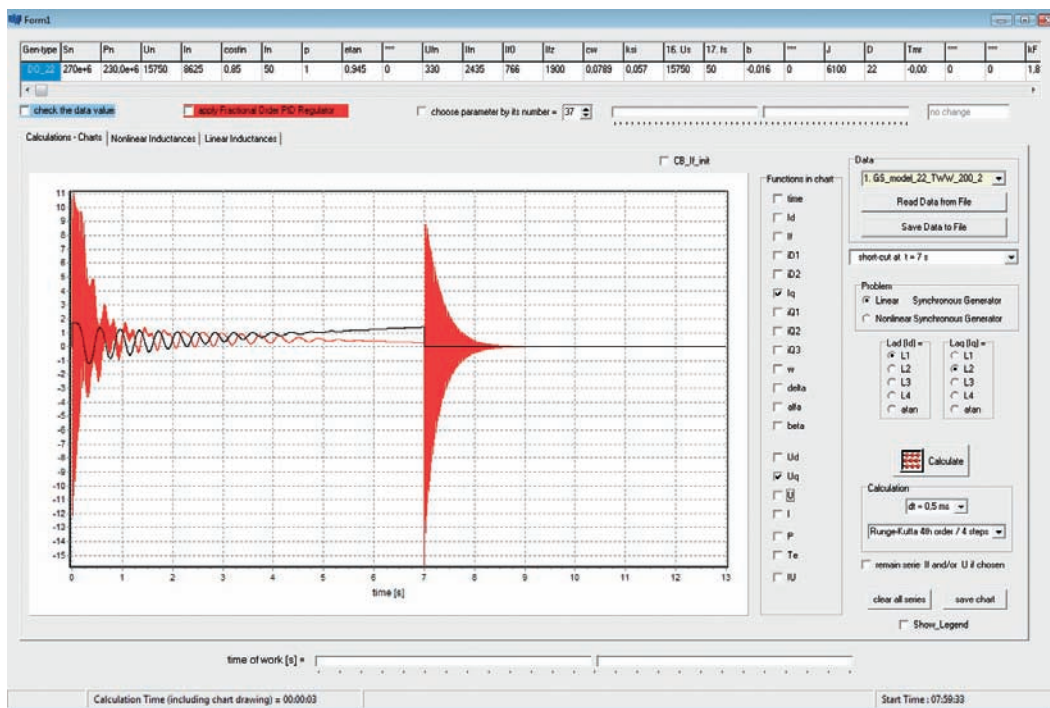 Form1
Gen-type Sn Pn Un In cosfin fn p etan *** Ufn Ifn If0 Ifz cw ksi 16. Us 17. fs b *** J D Tmr *** *** kF
DO_22 270e+6 230,0e+6 15750 8625 0.85 50 1 0,945 0 330 2435 766 1900 0,0789 0,057 15750 50 -0,016 0 6100 22 -0,00 0 0 1,8
check the data value
apply Fractional Order PID Regulator
choose parameter by its number = 37
no change
Calculations - Charts Nonlinear Inductances Linear Inductances
CB_If_init
11
10
9
8
7
6
5
4
3
2
1
0
-1
-2
-3
-4
-5
-6
-7
-8
-9
-10
-11
-12
-13
-14
-15
0 1 2 3 4 5 6 7 8 9 10 11 12 13
time [s]
Functions in chart
time
Id
If
iD1
iD2
Iq
iQ1
iQ2
iQ3
w
delta
alfa
beta
Ud
Uq
U
I
P
Te
IU
Data
1. GS_model_22_TWW_200_2
Read Data from File
Save Data to File
short-cut at t = 7 s
Problem
Linear Synchronous Generator
Nonlinear Synchronous Generator
Lad (Id) = Laq (Iq) =
L1 L1
L2 L2
L3 L3
L4 L4
atan atan
Calculate
Calculation
dt = 0,5 ms
Runge-Kutta 4th order / 4 steps
remain serie If and/or U if chosen
clear all series save chart
Show_Legend
time of work [s] =
Calculation Time (including chart drawing) = 00:00:03
Start Time : 07:59:33